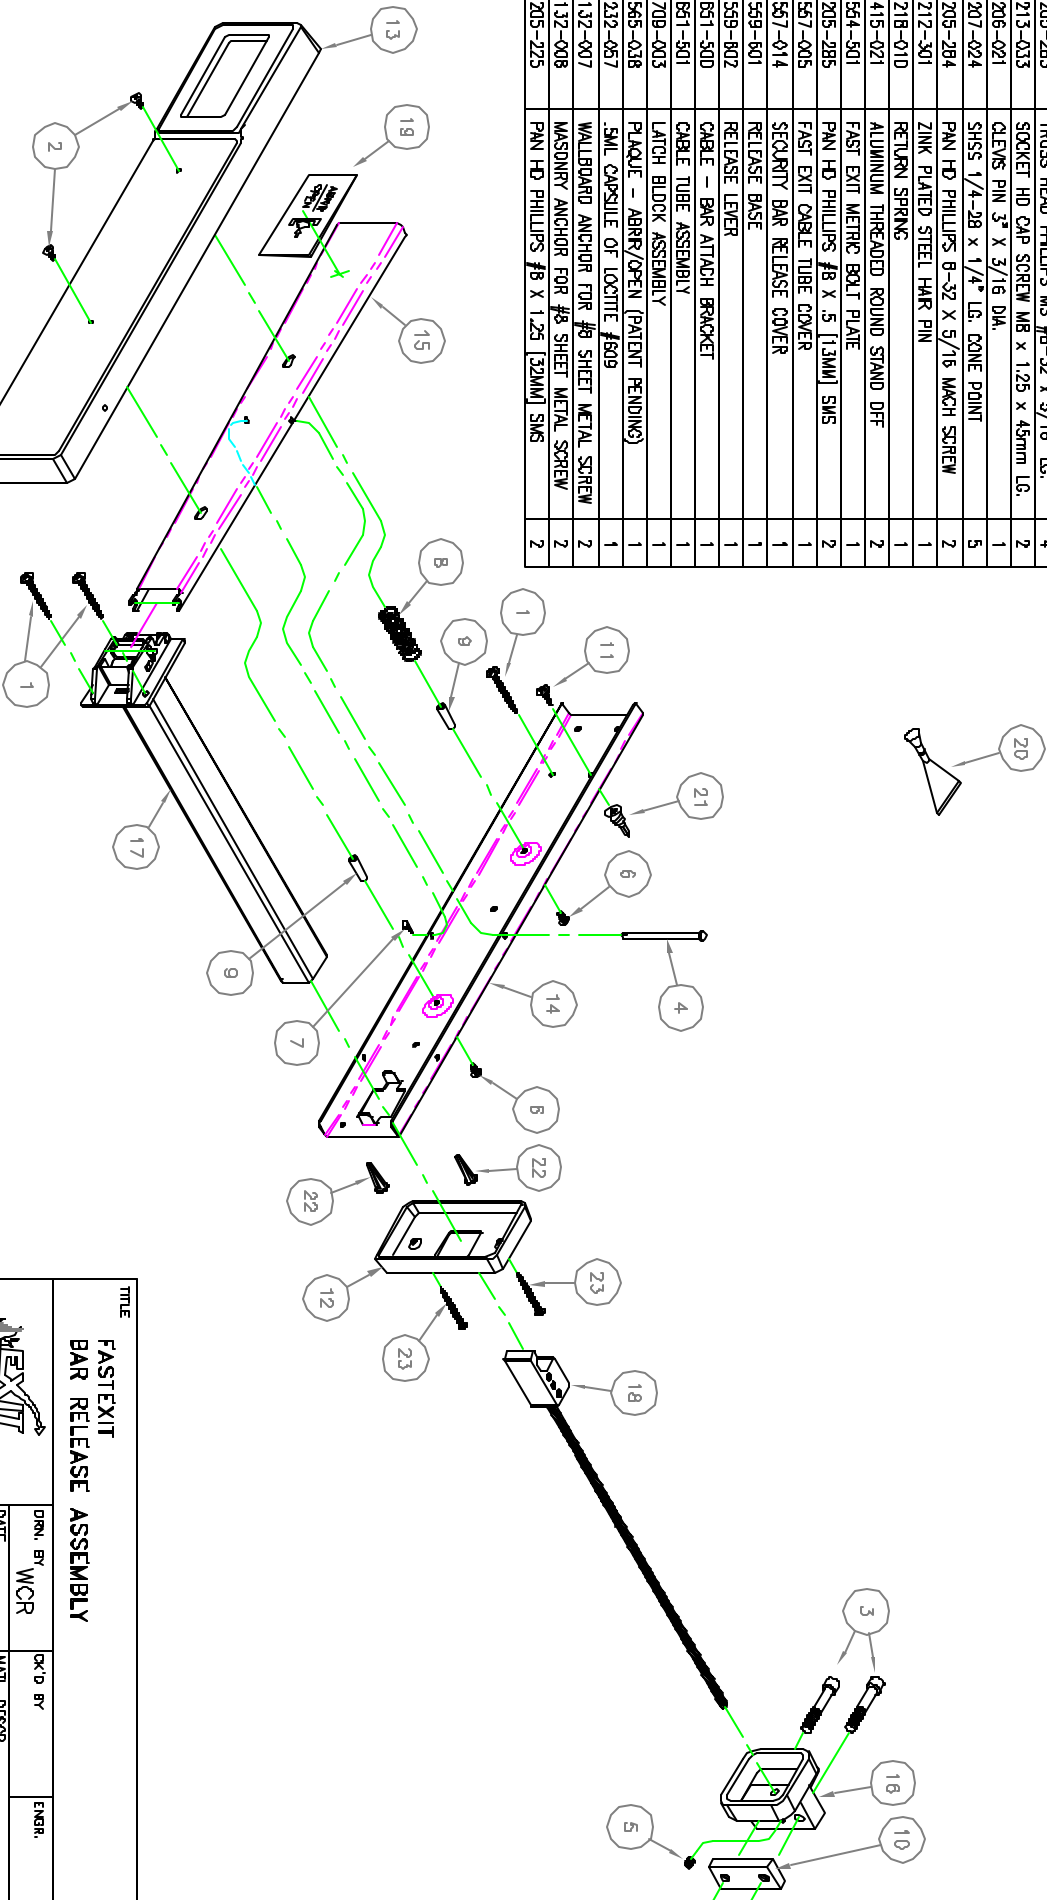 213-033 SOCKET HD CAP SCREW M8 x 1.25 x 45mm LG. 2
206-021 CLEVIS PIN 3" X 3/16 DIA. 1
207-024 SHSS 1/4-28 x 1/4" LG. CONE POINT 5
205-284 PAN HD PHILLIPS 8-32 X 5/16 MACH SCREW 2
212-301 ZINK PLATED STEEL HAIR PIN 1
218-010 RETURN SPRING 1
415-021 ALUMINUM THREADED ROUND STAND OFF 2
564-501 FAST EXIT METRIC BOLT PLATE 1
205-285 PAN HD PHILLIPS #8 X .5 [13MM] SMS 2
567-005 FAST EXIT CABLE TUBE COVER 1
567-014 SECURITY BAR RELEASE COVER 1
559-601 RELEASE BASE 1
559-602 RELEASE LEVER 1
651-500 CABLE - BAR ATTACH BRACKET 1
651-501 CABLE TUBE ASSEMBLY 1
708-003 LATCH BLOCK ASSEMBLY 1
565-038 PLAQUE - ABRIR/OPEN (PATENT PENDING) 1
232-057 .5ML CAPSULE OF LOCTITE #609 1
132-007 WALLBOARD ANCHOR FOR #8 SHEET METAL SCREW 2
132-008 MASONRY ANCHOR FOR #8 SHEET METAL SCREW 2
205-225 PAN HD PHILLIPS #8 X 1.25 [32MM] SMS 2
13
2
19
ABRIR
OPEN
15
8
9
1
11
1
21
20
6
17
9
7
14
4
6
22
22
12
23
23
18
3
16
5
10
TITLE
FASTEXIT
BAR RELEASE ASSEMBLY
EXIT
DRN. BY WCR
CK'D BY
ENGR.
DATE
MATL. DESCR.